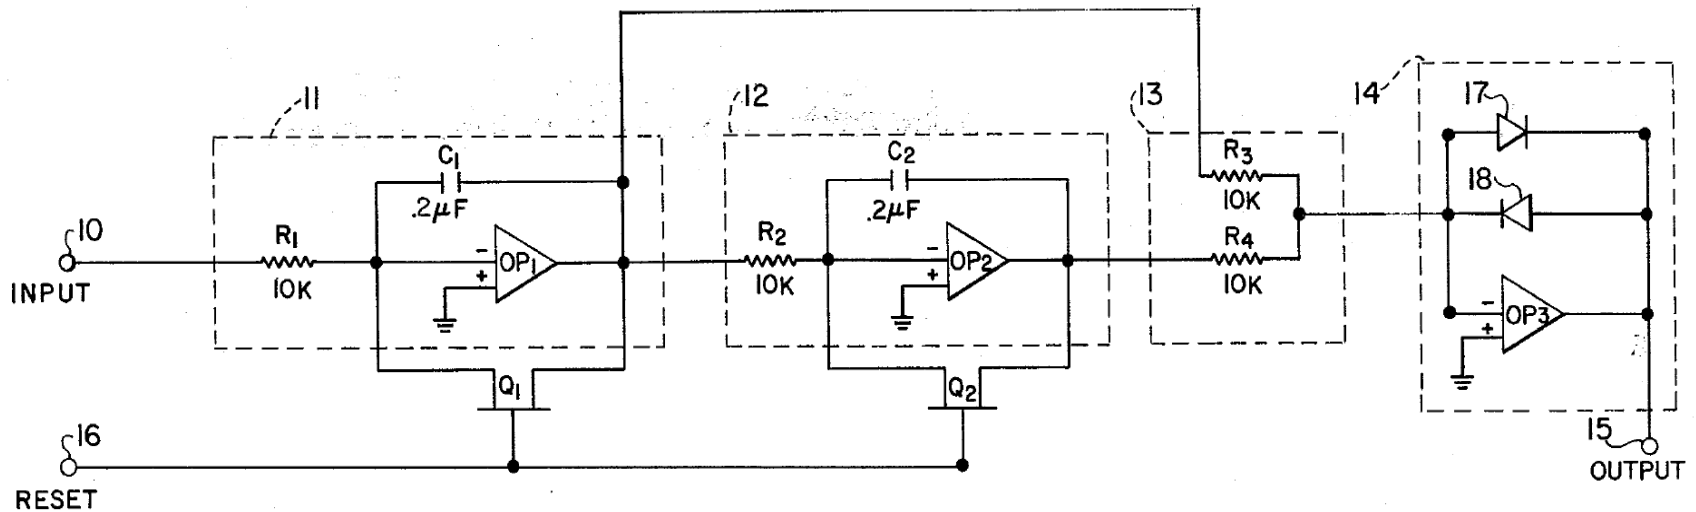 11
12
13
14
17
18
C1
.2μF
C2
.2μF
R3
10K
R4
10K
10
INPUT
R1
10K
-
+
OP1
R2
10K
-
+
OP2
-
+
OP3
Q1
Q2
16
RESET
15
OUTPUT